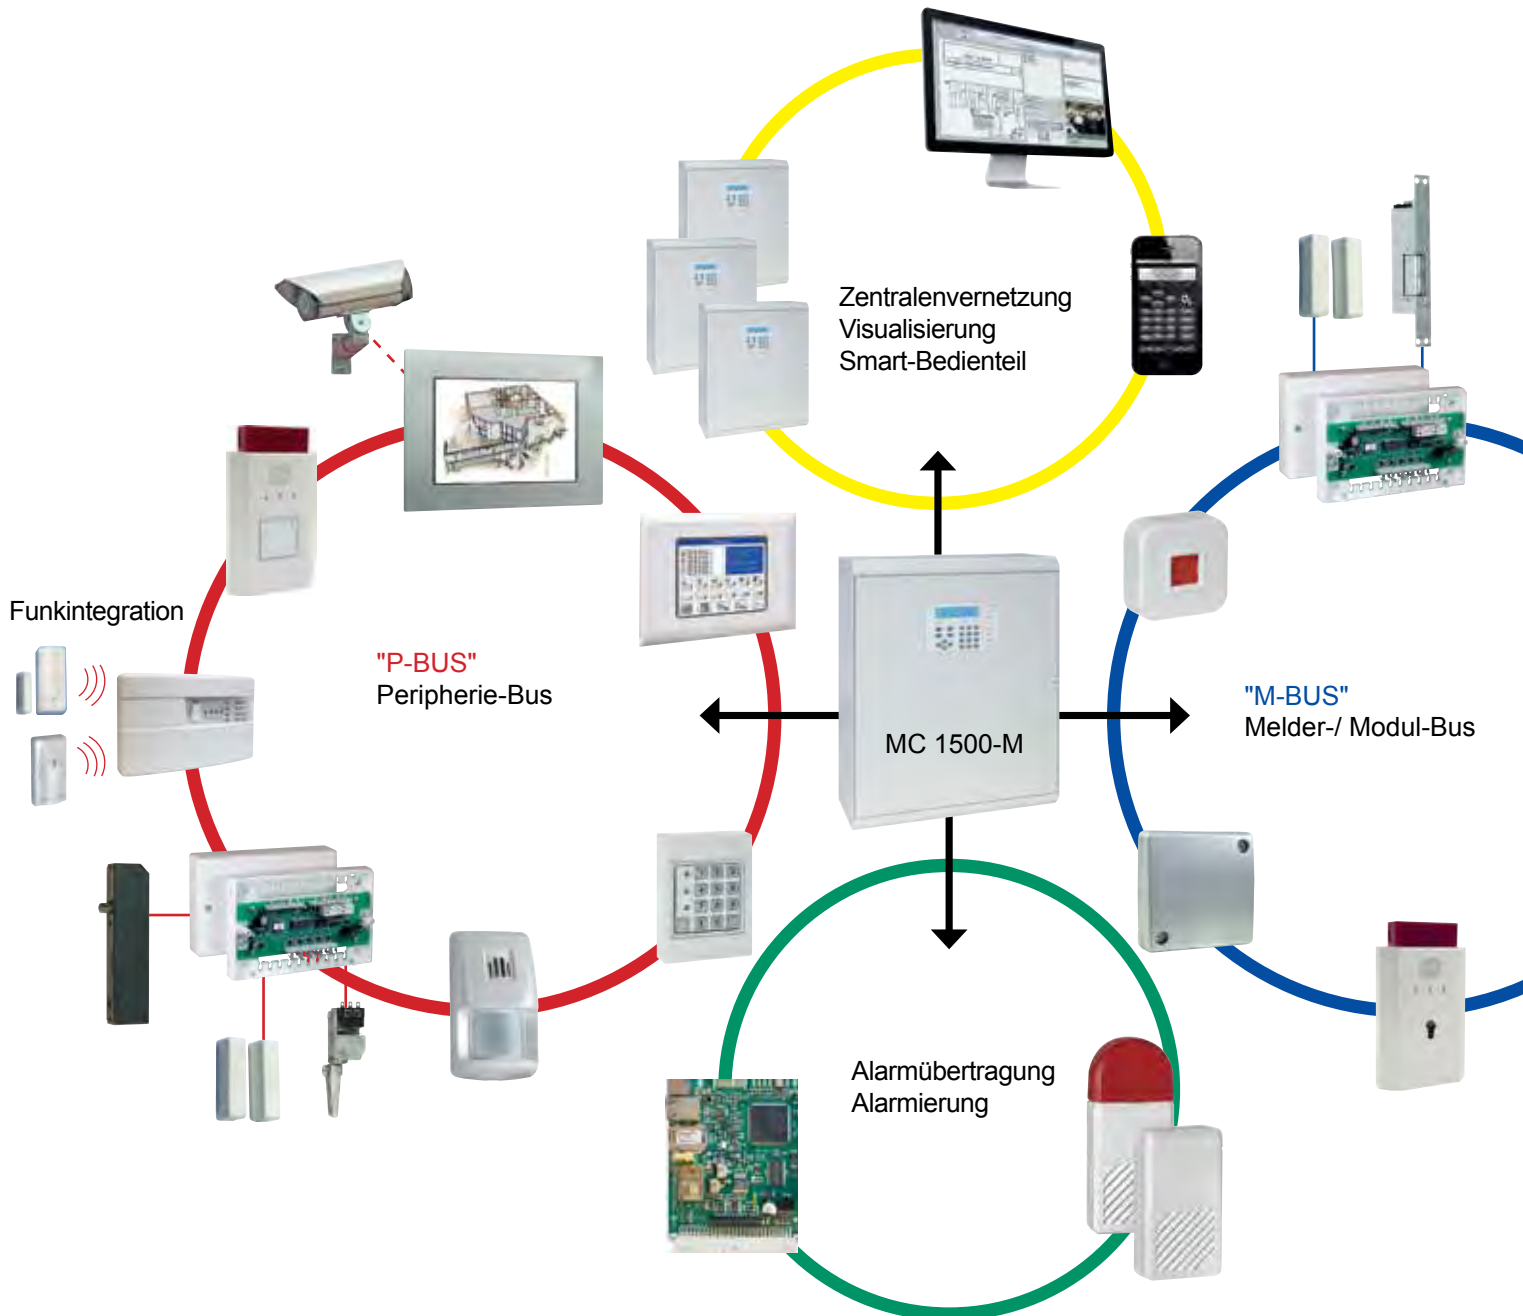 Zentralenvernetzung
Visualisierung
Smart-Bedienteil
Funkintegration
"P-BUS"
Peripherie-Bus
MC 1500-M
"M-BUS"
Melder-/ Modul-Bus
Alarmübertragung
Alarmierung